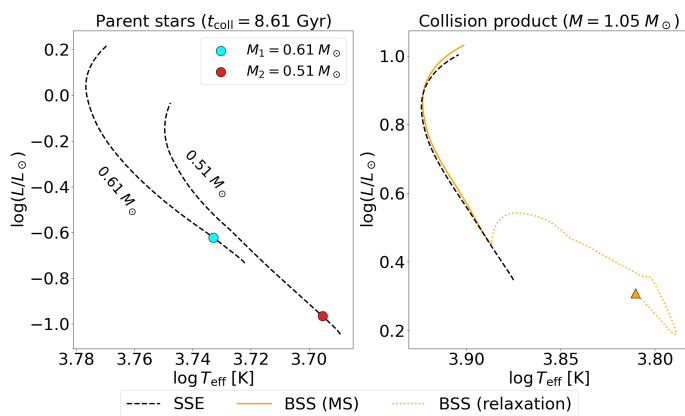 Parent stars (t_coll = 8.61 Gyr)
M₁ = 0.61 M⊙
M₂ = 0.51 M⊙
0.61 M⊙
0.51 M⊙
0.2
0.0
−0.2
−0.4
−0.6
−0.8
−1.0
log(L/L⊙)
3.78
3.76
3.74
3.72
3.70
log T_eff [K]
Collision product (M = 1.05 M⊙)
1.0
0.8
0.6
0.4
0.2
log(L/L⊙)
3.90
3.85
3.80
log T_eff [K]
SSE
BSS (MS)
BSS (relaxation)